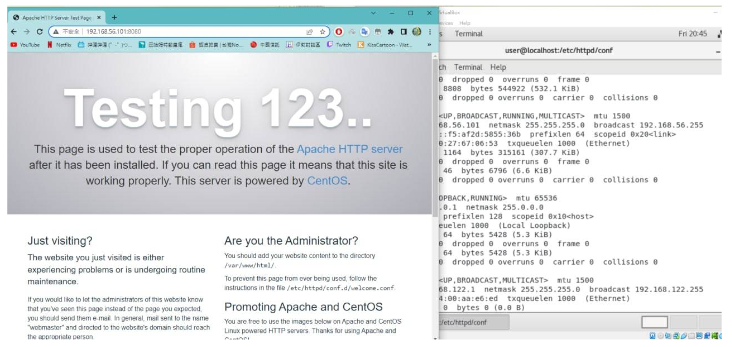 Apache HTTP Server Test Page
192.168.56.101:8080
YouTube
Netflix
Twitch
KissCartoon - Wat...
Testing 123..
This page is used to test the proper operation of the Apache HTTP server
after it has been installed. If you can read this page it means that this site is
working properly. This server is powered by CentOS.
Just visiting?
The website you just visited is either
experiencing problems or is undergoing routine
maintenance.
If you would like to let the administrators of this website know
that you've seen this page instead of the page you expected,
you should send them e-mail. In general, mail sent to the name
"webmaster" and directed to the website's domain should reach
the appropriate person.
Are you the Administrator?
You should add your website content to the directory
/var/www/html/.
To prevent this page from ever being used, follow the
instructions in the file /etc/httpd/conf.d/welcome.conf.
Promoting Apache and CentOS
You are free to use the images below on Apache and CentOS
Linux powered HTTP servers. Thanks for using Apache and
CentOS!
Help
s Terminal
Fri 20:45
user@localhost:/etc/httpd/conf
ch Terminal Help
0 dropped 0 overruns 0 frame 0
8808 bytes 544922 (532.1 KiB)
0 dropped 0 overruns 0 carrier 0 collisions 0
<UP,BROADCAST,RUNNING,MULTICAST> mtu 1500
68.56.101 netmask 255.255.255.0 broadcast 192.168.56.255
::f5:af2d:5855:36b prefixlen 64 scopeid 0x20<link>
0:27:67:06:53 txqueuelen 1000 (Ethernet)
1164 bytes 315161 (307.7 KiB)
0 dropped 0 overruns 0 frame 0
46 bytes 6796 (6.6 KiB)
0 dropped 0 overruns 0 carrier 0 collisions 0
OPBACK,RUNNING> mtu 65536
.0.1 netmask 255.0.0.0
prefixlen 128 scopeid 0x10<host>
euelen 1000 (Local Loopback)
64 bytes 5428 (5.3 KiB)
0 dropped 0 overruns 0 frame 0
64 bytes 5428 (5.3 KiB)
0 dropped 0 overruns 0 carrier 0 collisions 0
<UP,BROADCAST,MULTICAST> mtu 1500
68.122.1 netmask 255.255.255.0 broadcast 192.168.122.255
4:00:aa:e6:ed txqueuelen 1000 (Ethernet)
0 bytes 0 (0.0 B)
:/etc/httpd/conf